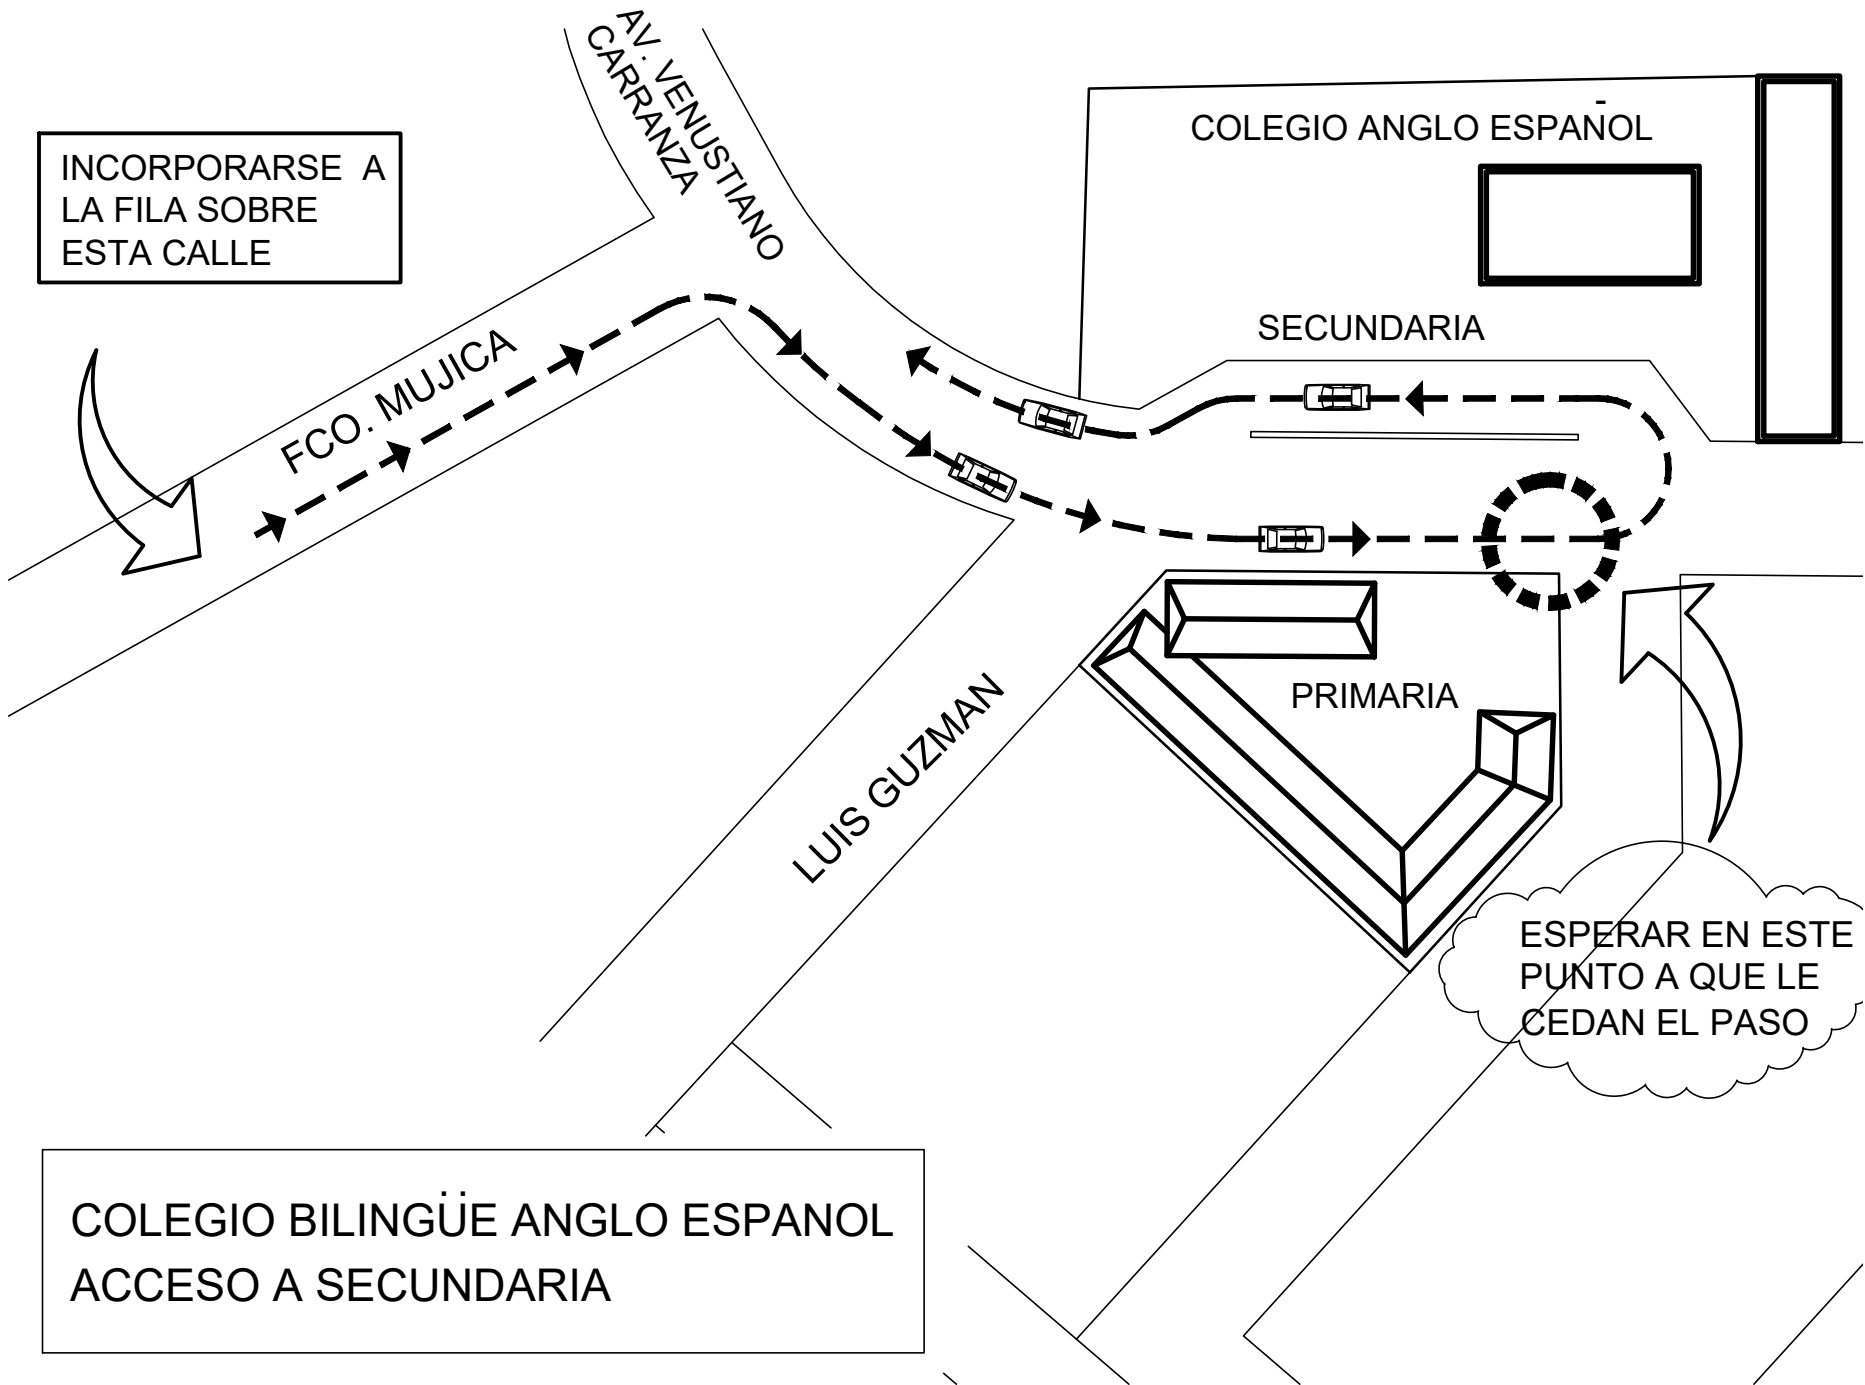 AV. VENUSTIANO
CARRANZA
COLEGIO ANGLO ESPAÑOL
INCORPORARSE A
LA FILA SOBRE
ESTA CALLE
SECUNDARIA
FCO. MUJICA
PRIMARIA
LUIS GUZMAN
ESPERAR EN ESTE
PUNTO A QUE LE
CEDAN EL PASO
COLEGIO BILINGÜE ANGLO ESPANOL
ACCESO A SECUNDARIA